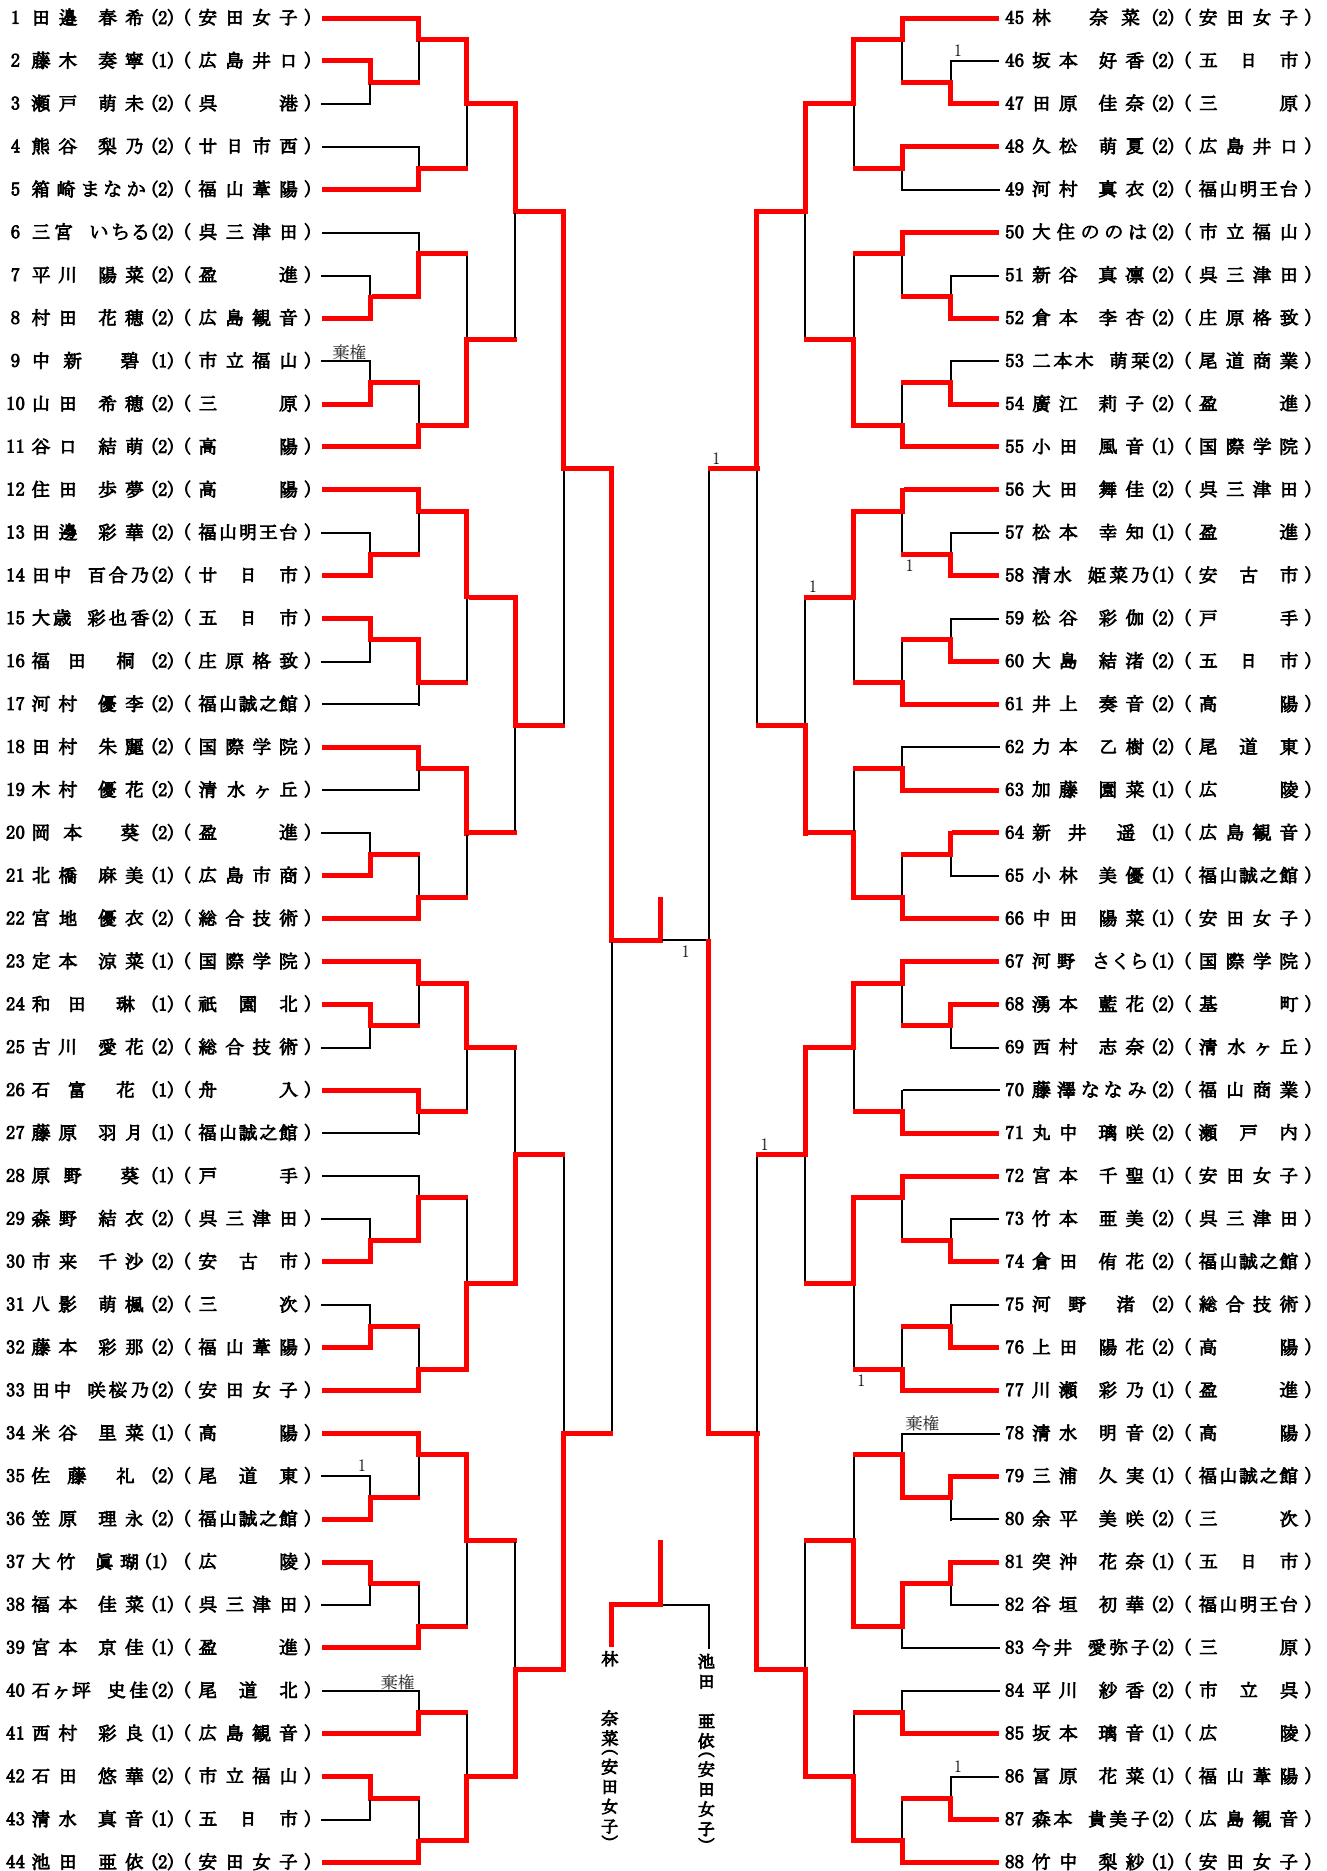 1 田邉 春希(2) (安田女子)
2 藤木 奏寧(1) (広島井口)
3 瀬戸 萌未(2) (呉 港)
4 熊谷 梨乃(2) (廿日市西)
5 箱崎まなか(2) (福山葦陽)
6 三宮 いちる(2) (呉三津田)
7 平川 陽菜(2) (盈 進)
8 村田 花穂(2) (広島観音)
9 中新 碧(1) (市立福山) 棄権
10 山田 希穂(2) (三 原)
11 谷口 結萌(2) (高 陽)
12 住田 歩夢(2) (高 陽)
13 田邊 彩華(2) (福山明王台)
14 田中 百合乃(2) (廿日市)
15 大歳 彩也香(2) (五日市)
16 福田 桐(2) (庄原格致)
17 河村 優李(2) (福山誠之館)
18 田村 朱麗(2) (国際学院)
19 木村 優花(2) (清水ヶ丘)
20 岡本 葵(2) (盈 進)
21 北橋 麻美(1) (広島市商)
22 宮地 優衣(2) (総合技術)
23 定本 涼菜(1) (国際学院)
24 和田 琳(1) (祇園北)
25 古川 愛花(2) (総合技術)
26 石富 花(1) (舟 入)
27 藤原 羽月(1) (福山誠之館)
28 原野 葵(1) (戸 手)
29 森野 結衣(2) (呉三津田)
30 市来 千沙(2) (安古市)
31 八影 萌楓(2) (三 次)
32 藤本 彩那(2) (福山葦陽)
33 田中 咲桜乃(2) (安田女子)
34 米谷 里菜(1) (高 陽)
35 佐藤 礼(2) (尾道東) 1
36 笠原 理永(2) (福山誠之館)
37 大竹 眞瑚(1) (広 陵)
38 福本 佳菜(1) (呉三津田)
39 宮本 京佳(1) (盈 進)
40 石ヶ坪 史佳(2) (尾道北) 棄権
41 西村 彩良(1) (広島観音)
42 石田 悠華(2) (市立福山)
43 清水 真音(1) (五日市)
44 池田 亜依(2) (安田女子)
1
林 奈菜(安田女子)
池田 亜依(安田女子)
1
1
1
1
1
45 林 奈菜(2) (安田女子)
1 46 坂本 好香(2) (五日市)
47 田原 佳奈(2) (三 原)
48 久松 萌夏(2) (広島井口)
49 河村 真衣(2) (福山明王台)
50 大住ののは(2) (市立福山)
51 新谷 真凛(2) (呉三津田)
52 倉本 李杏(2) (庄原格致)
53 二本木 萌栞(2) (尾道商業)
54 廣江 莉子(2) (盈 進)
55 小田 風音(1) (国際学院)
56 大田 舞佳(2) (呉三津田)
57 松本 幸知(1) (盈 進)
58 清水 姫菜乃(1) (安古市)
59 松谷 彩伽(2) (戸 手)
60 大島 結渚(2) (五日市)
61 井上 奏音(2) (高 陽)
62 力本 乙樹(2) (尾道東)
63 加藤 園菜(1) (広 陵)
64 新井 遥(1) (広島観音)
65 小林 美優(1) (福山誠之館)
66 中田 陽菜(1) (安田女子)
67 河野 さくら(1) (国際学院)
68 湧本 藍花(2) (基 町)
69 西村 志奈(2) (清水ヶ丘)
70 藤澤ななみ(2) (福山商業)
71 丸中 璃咲(2) (瀬戸内)
72 宮本 千聖(1) (安田女子)
73 竹本 亜美(2) (呉三津田)
74 倉田 侑花(2) (福山誠之館)
75 河野 渚(2) (総合技術)
76 上田 陽花(2) (高 陽)
77 川瀬 彩乃(1) (盈 進)
棄権 78 清水 明音(2) (高 陽)
79 三浦 久実(1) (福山誠之館)
80 余平 美咲(2) (三 次)
81 突沖 花奈(1) (五日市)
82 谷垣 初華(2) (福山明王台)
83 今井 愛弥子(2) (三 原)
84 平川 紗香(2) (市立呉)
85 坂本 璃音(1) (広 陵)
1 86 冨原 花菜(1) (福山葦陽)
87 森本 貴美子(2) (広島観音)
88 竹中 梨紗(1) (安田女子)